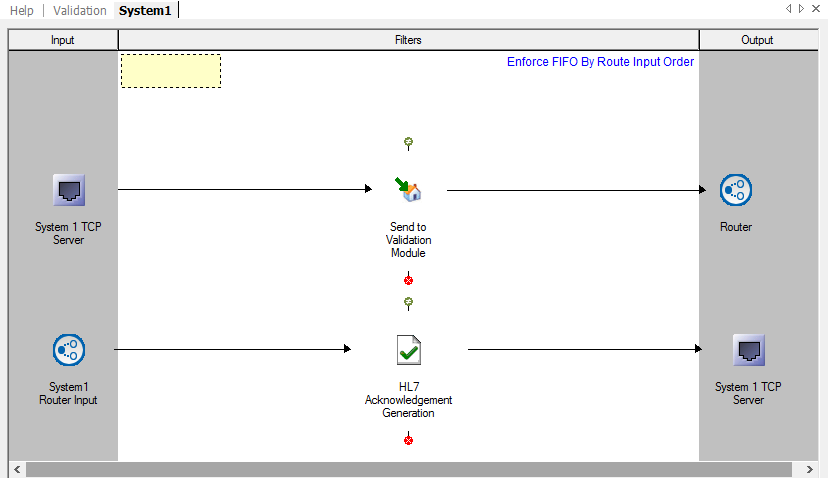 Help Validation System1
Input Filters Output
Enforce FIFO By Route Input Order
System 1 TCP
Server
Send to
Validation
Module
Router
System1
Router Input
HL7
Acknowledgement
Generation
System 1 TCP
Server